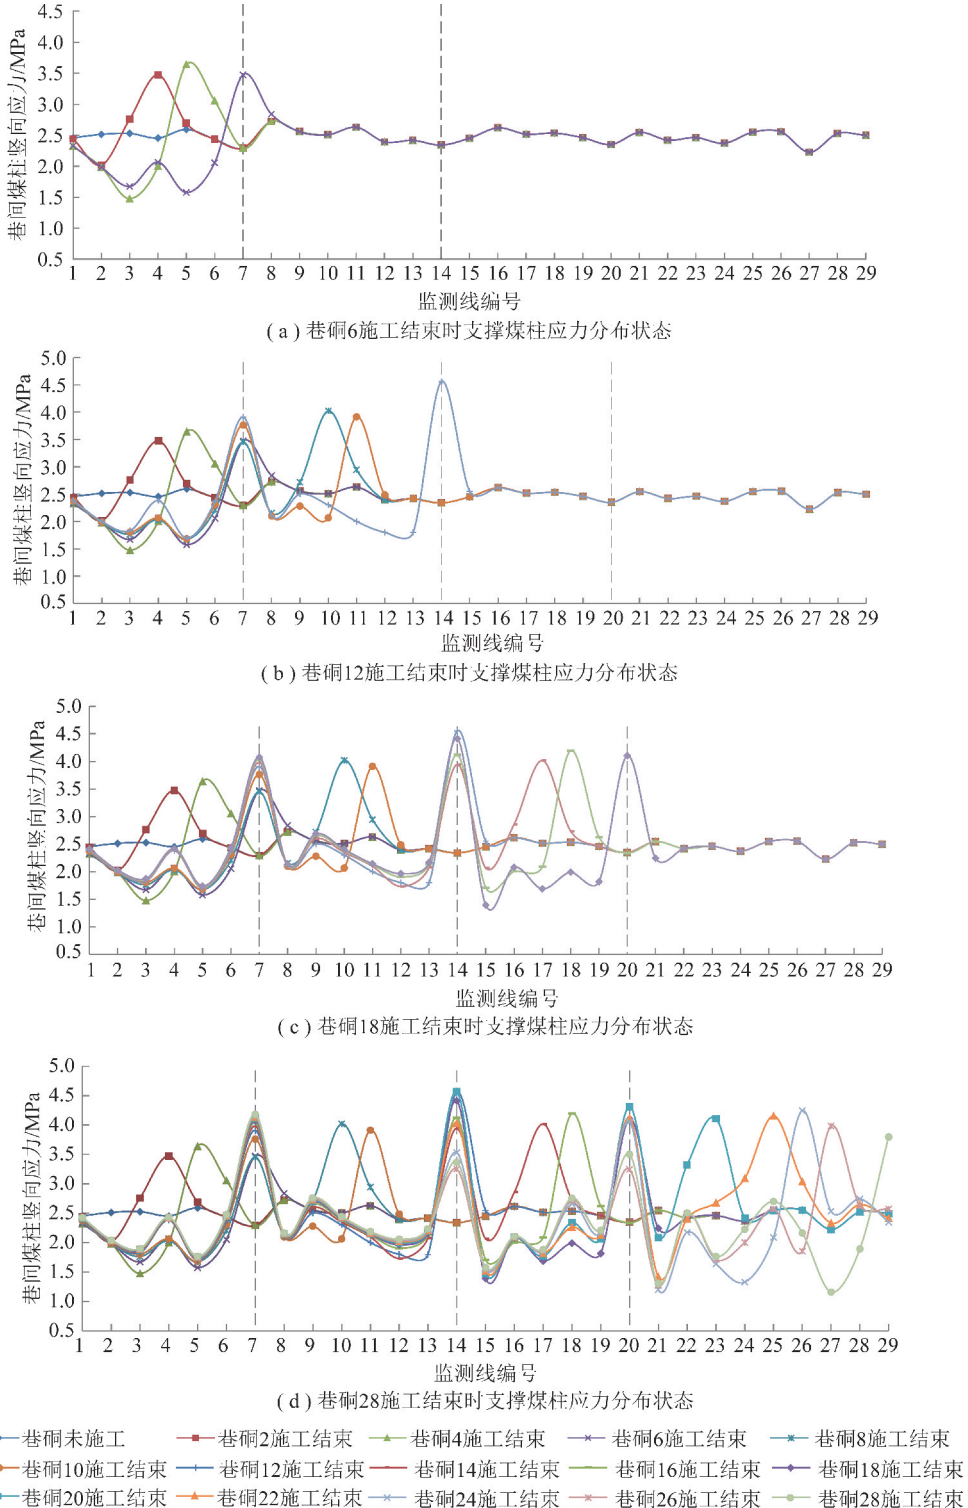 巷间煤柱竖向应力/MPa
4.5
4.0
3.5
3.0
2.5
2.0
1.5
1.0
0.5
1 2 3 4 5 6 7 8 9 10 11 12 13 14 15 16 17 18 19 20 21 22 23 24 25 26 27 28 29
监测线编号
( a ) 巷硐6施工结束时支撑煤柱应力分布状态
巷间煤柱竖向应力/MPa
5.0
4.5
4.0
3.5
3.0
2.5
2.0
1.5
1.0
0.5
1 2 3 4 5 6 7 8 9 10 11 12 13 14 15 16 17 18 19 20 21 22 23 24 25 26 27 28 29
监测线编号
( b ) 巷硐12施工结束时支撑煤柱应力分布状态
巷间煤柱竖向应力/MPa
5.0
4.5
4.0
3.5
3.0
2.5
2.0
1.5
1.0
0.5
1 2 3 4 5 6 7 8 9 10 11 12 13 14 15 16 17 18 19 20 21 22 23 24 25 26 27 28 29
监测线编号
( c ) 巷硐18施工结束时支撑煤柱应力分布状态
巷间煤柱竖向应力/MPa
5.0
4.5
4.0
3.5
3.0
2.5
2.0
1.5
1.0
0.5
1 2 3 4 5 6 7 8 9 10 11 12 13 14 15 16 17 18 19 20 21 22 23 24 25 26 27 28 29
监测线编号
( d ) 巷硐28施工结束时支撑煤柱应力分布状态
巷硐未施工 巷硐2施工结束 巷硐4施工结束 巷硐6施工结束 巷硐8施工结束
巷硐10施工结束 巷硐12施工结束 巷硐14施工结束 巷硐16施工结束 巷硐18施工结束
巷硐20施工结束 巷硐22施工结束 巷硐24施工结束 巷硐26施工结束 巷硐28施工结束